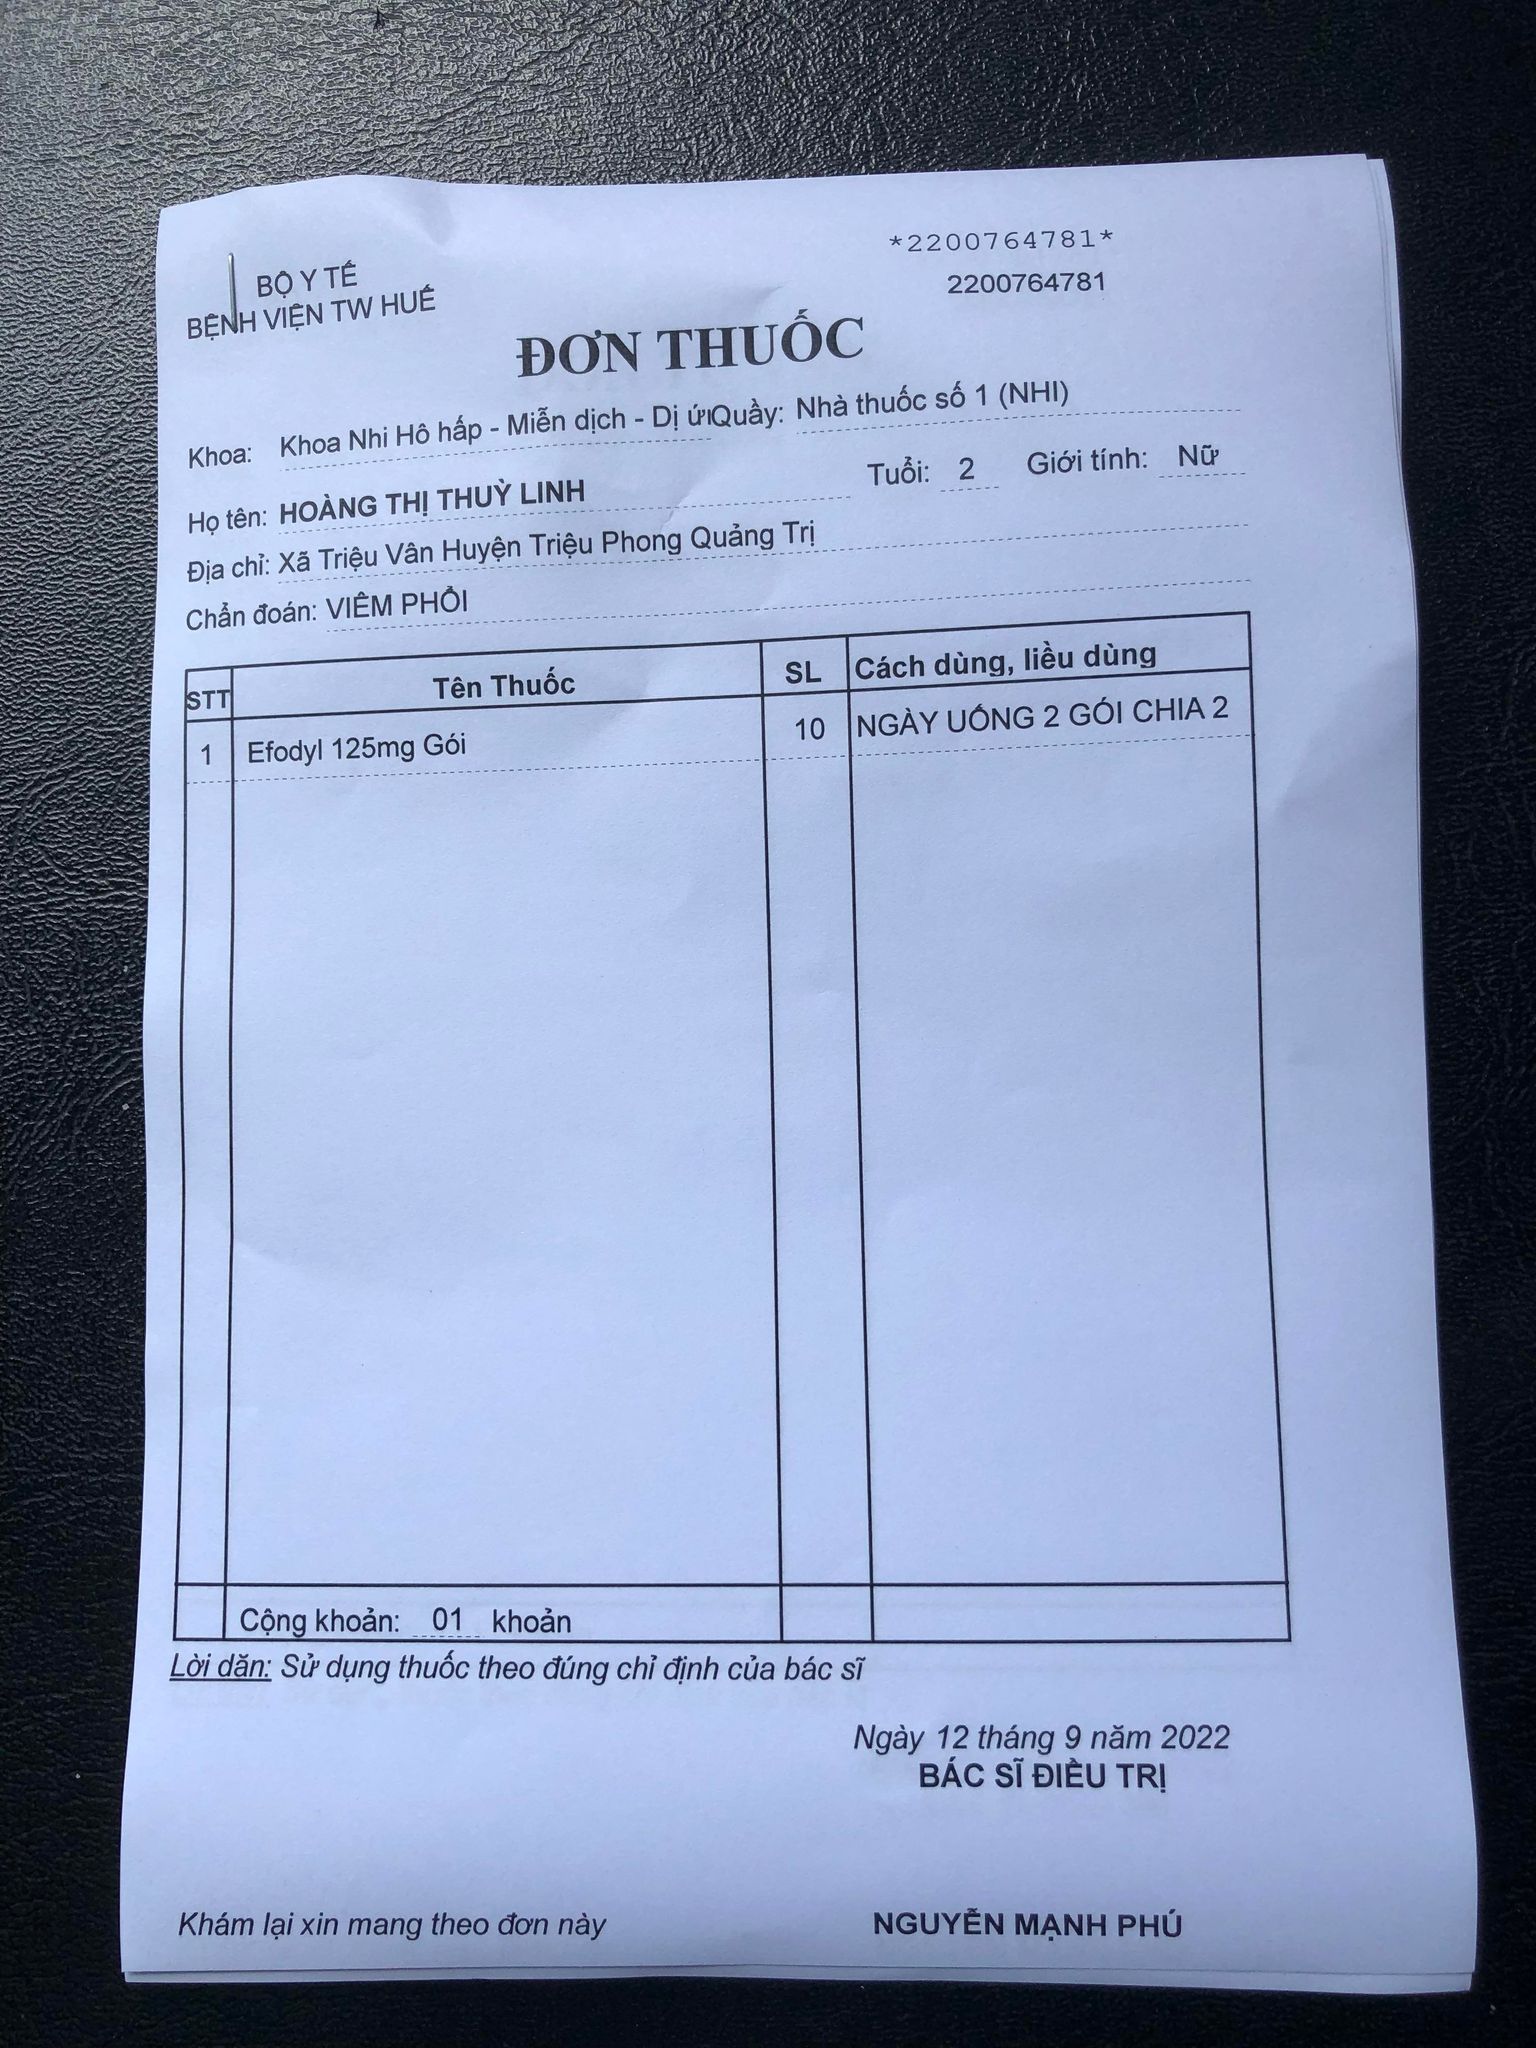 *2200764781*
BỘ Y TẾ
2200764781
BỆNH VIỆN TW HUẾ
ĐƠN THUỐC
Khoa: Khoa Nhi Hô hấp - Miễn dịch - Dị ứ Quầy: Nhà thuốc số 1 (NHI)
Họ tên: HOÀNG THỊ THUỲ LINH Tuổi: 2 Giới tính: Nữ
Địa chỉ: Xã Triệu Vân Huyện Triệu Phong Quảng Trị
Chẩn đoán: VIÊM PHỔI
STT Tên Thuốc SL Cách dùng, liều dùng
1 Efodyl 125mg Gói 10 NGÀY UỐNG 2 GÓI CHIA 2
Cộng khoản: 01 khoản
Lời dăn: Sử dụng thuốc theo đúng chỉ định của bác sĩ
Ngày 12 tháng 9 năm 2022
BÁC SĨ ĐIỀU TRỊ
Khám lại xin mang theo đơn này NGUYỄN MẠNH PHÚ